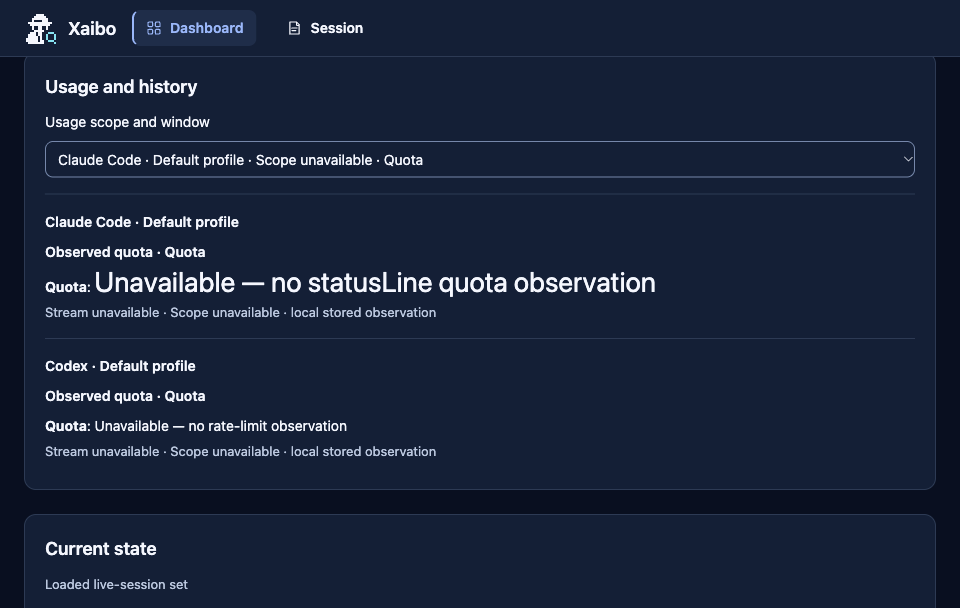 Xaibo
Dashboard
Session
Usage and history
Usage scope and window
Claude Code · Default profile · Scope unavailable · Quota
Claude Code · Default profile
Observed quota · Quota
Quota: Unavailable — no statusLine quota observation
Stream unavailable · Scope unavailable · local stored observation
Codex · Default profile
Observed quota · Quota
Quota: Unavailable — no rate-limit observation
Stream unavailable · Scope unavailable · local stored observation
Current state
Loaded live-session set